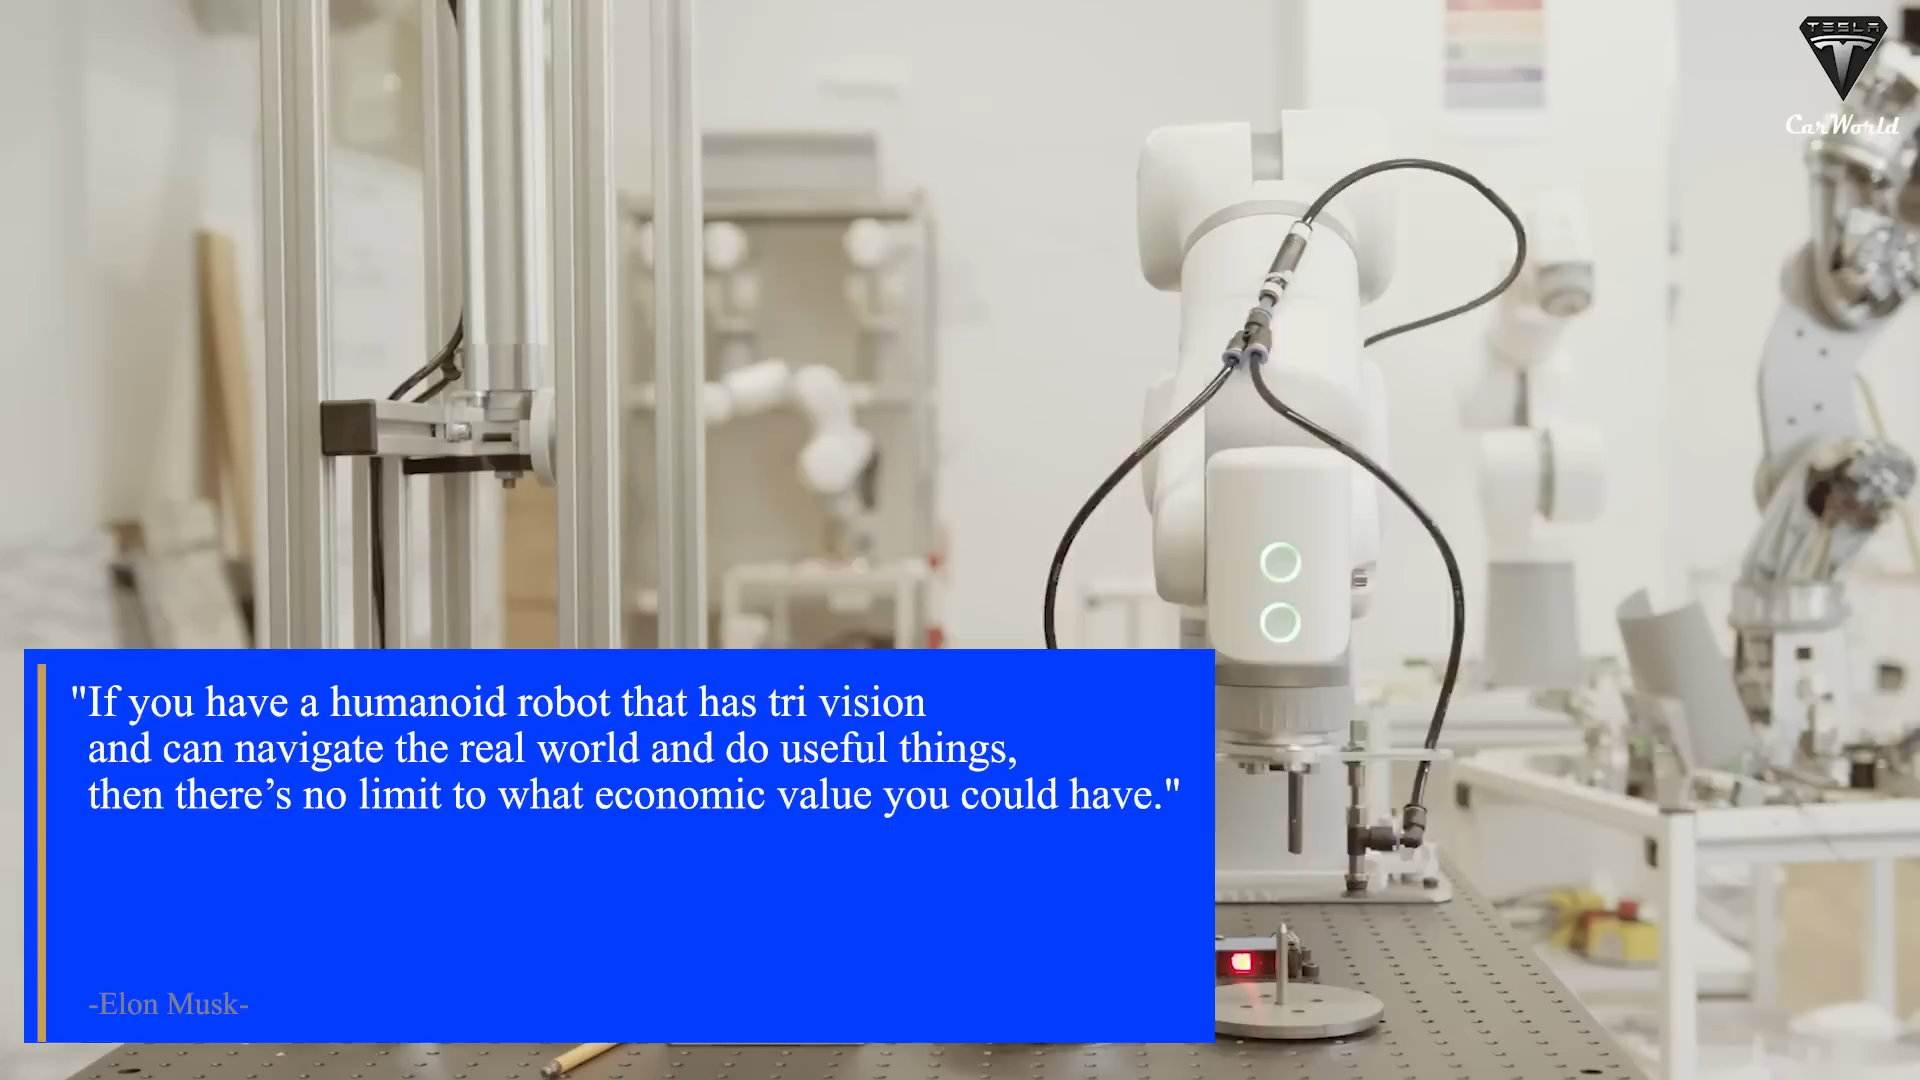 TESLA
CarWorld
"If you have a humanoid robot that has tri vision
and can navigate the real world and do useful things,
then there’s no limit to what economic value you could have."
-Elon Musk-